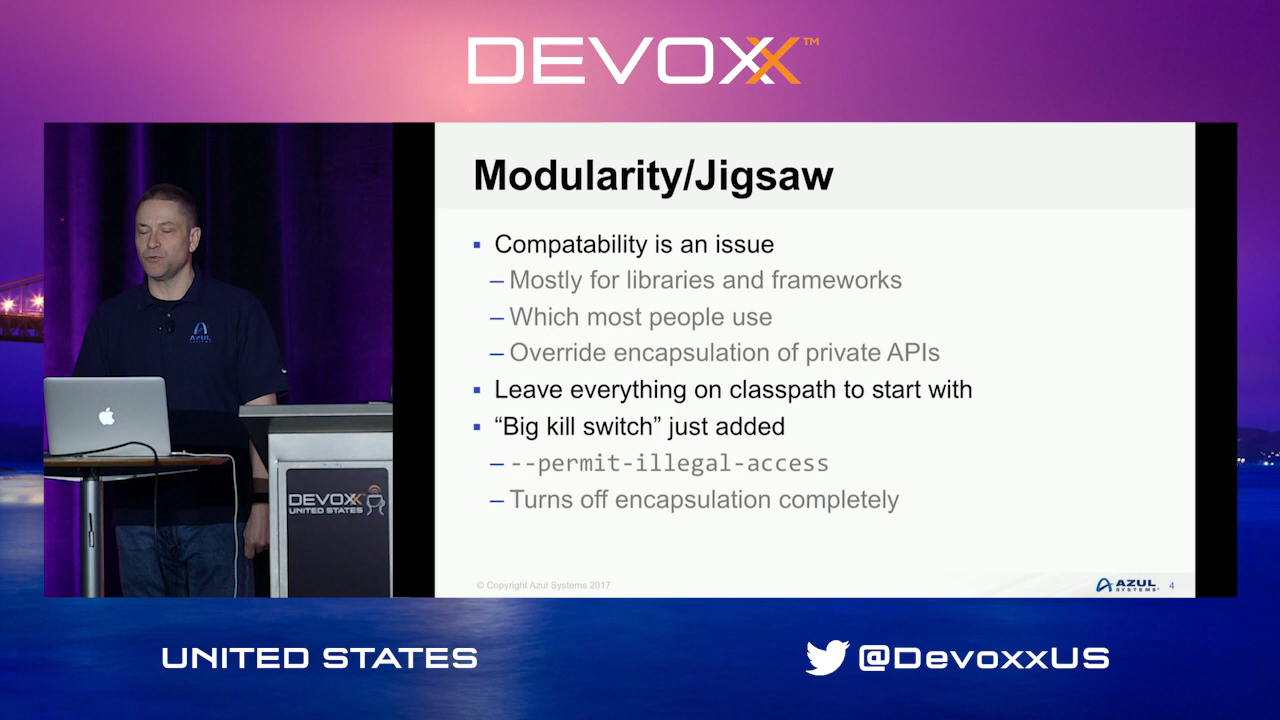 DEVOXX™
Modularity/Jigsaw
▪ Compatability is an issue
– Mostly for libraries and frameworks
– Which most people use
– Override encapsulation of private APIs
▪ Leave everything on classpath to start with
▪ “Big kill switch” just added
– --permit-illegal-access
– Turns off encapsulation completely
© Copyright Azul Systems 2017
AZUL
SYSTEMS
4
AZUL
SYSTEMS
DEVOXX
UNITED STATES
UNITED STATES
@DevoxxUS